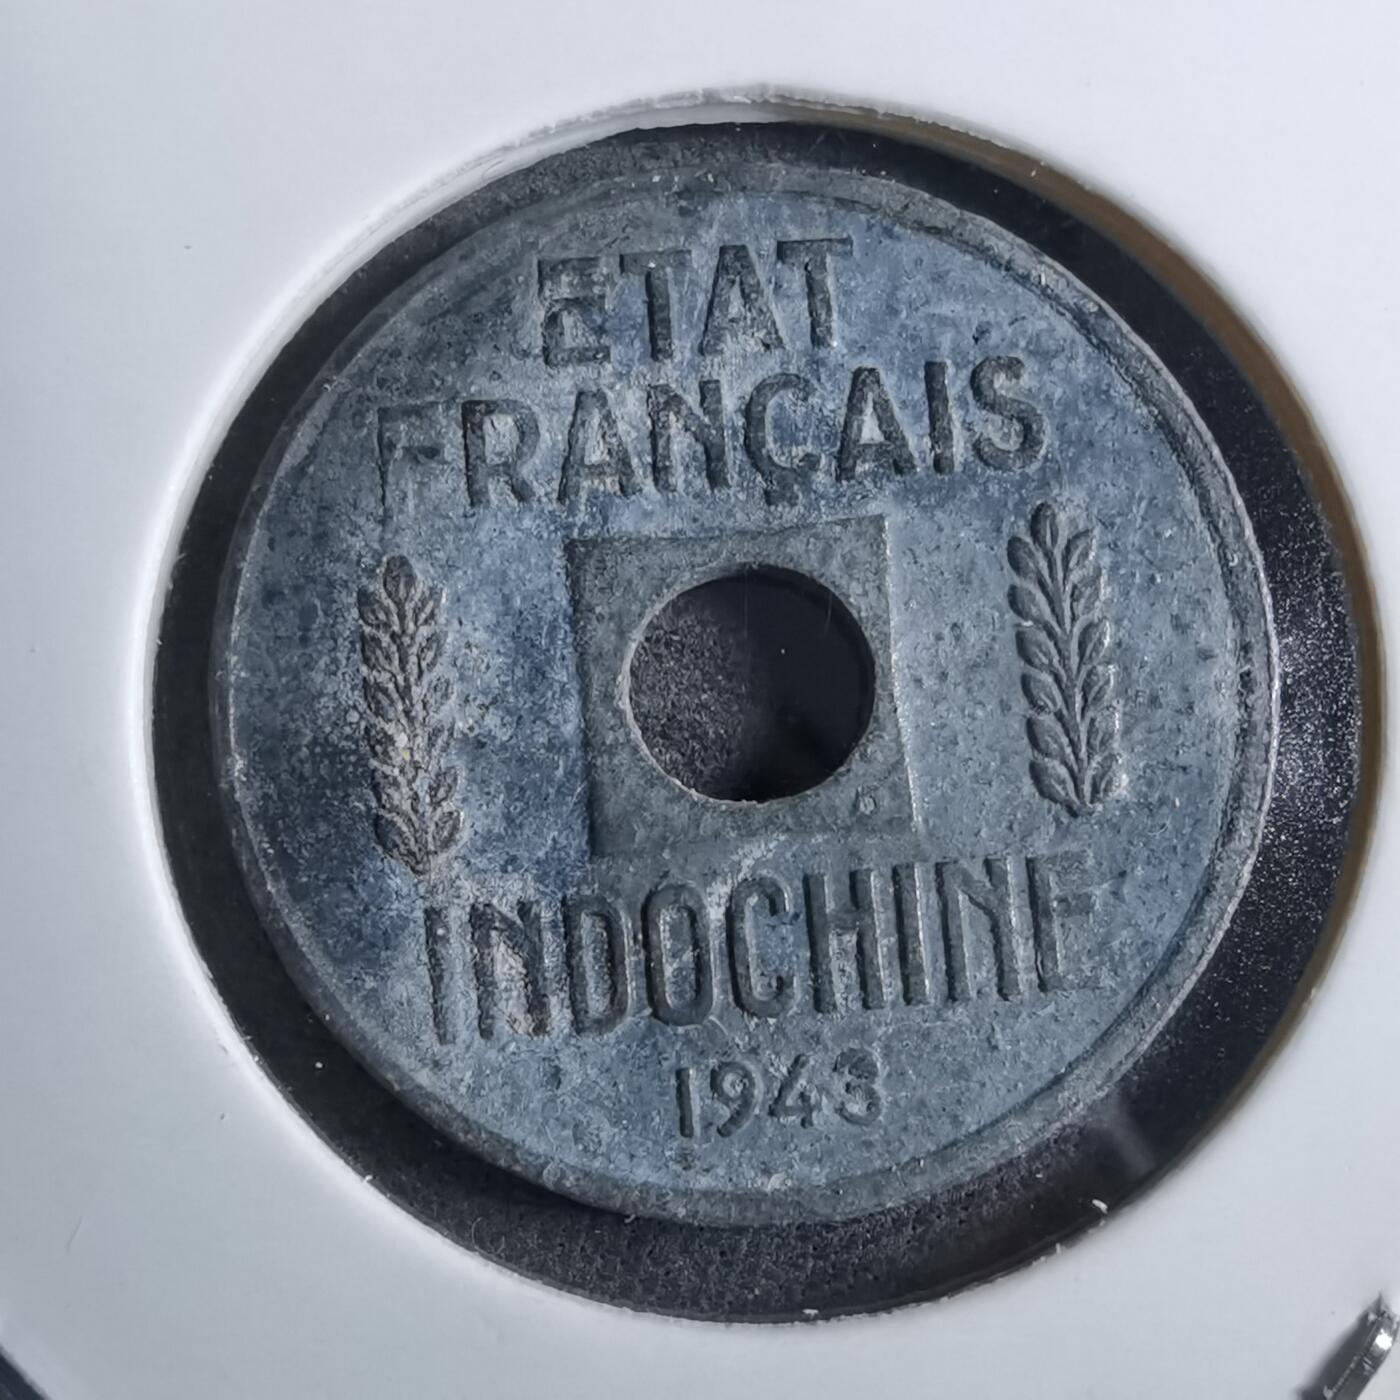 ETAT
FRANÇAIS
INDOCHINE
1943